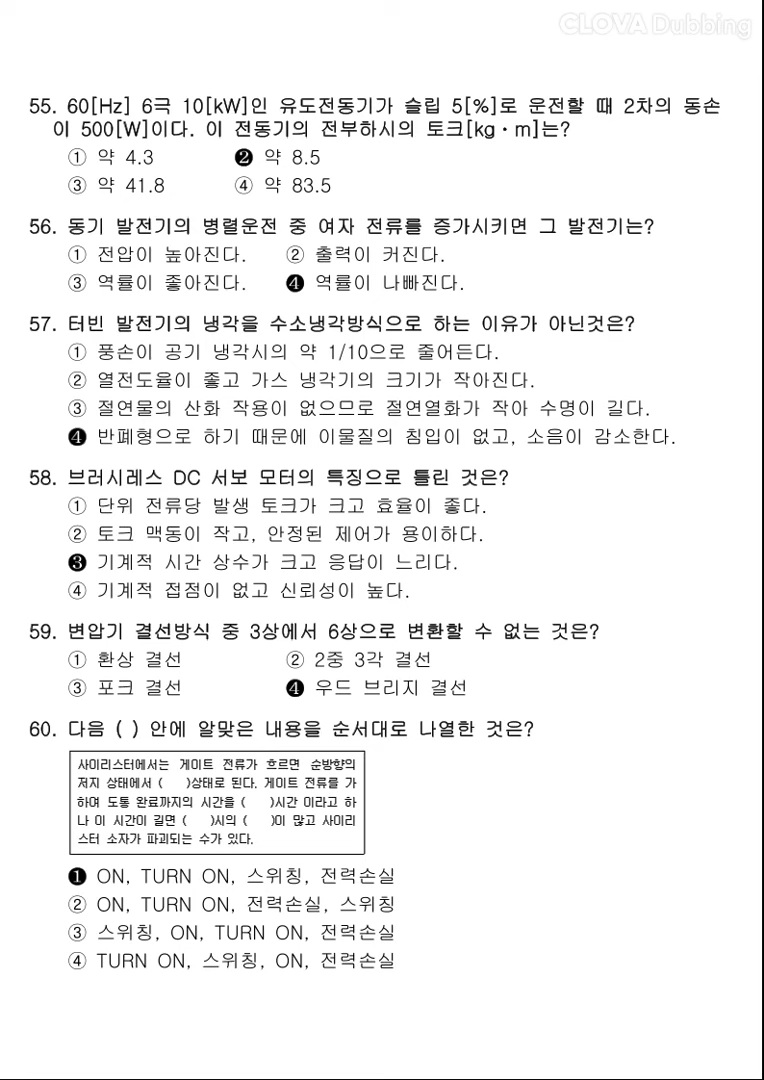 CLOVA Dubbing
55. 60[Hz] 6극 10[kW]인 유도전동기가 슬립 5[%]로 운전할 때 2차의 동손
이 500[W]이다. 이 전동기의 전부하시의 토크[kg·m]는?
① 약 4.3 ❷ 약 8.5
③ 약 41.8 ④ 약 83.5
56. 동기 발전기의 병렬운전 중 여자 전류를 증가시키면 그 발전기는?
① 전압이 높아진다. ② 출력이 커진다.
③ 역률이 좋아진다. ❹ 역률이 나빠진다.
57. 터빈 발전기의 냉각을 수소냉각방식으로 하는 이유가 아닌것은?
① 풍손이 공기 냉각시의 약 1/10으로 줄어든다.
② 열전도율이 좋고 가스 냉각기의 크기가 작아진다.
③ 절연물의 산화 작용이 없으므로 절연열화가 작아 수명이 길다.
❹ 반폐형으로 하기 때문에 이물질의 침입이 없고, 소음이 감소한다.
58. 브러시레스 DC 서보 모터의 특징으로 틀린 것은?
① 단위 전류당 발생 토크가 크고 효율이 좋다.
② 토크 맥동이 작고, 안정된 제어가 용이하다.
❸ 기계적 시간 상수가 크고 응답이 느리다.
④ 기계적 접점이 없고 신뢰성이 높다.
59. 변압기 결선방식 중 3상에서 6상으로 변환할 수 없는 것은?
① 환상 결선 ② 2중 3각 결선
③ 포크 결선 ❹ 우드 브리지 결선
60. 다음 ( ) 안에 알맞은 내용을 순서대로 나열한 것은?
사이리스터에서는 게이트 전류가 흐르면 순방향의
저지 상태에서 ( )상태로 된다. 게이트 전류를 가
하여 도통 완료까지의 시간을 ( )시간 이라고 하
나 이 시간이 길면 ( )시의 ( )이 많고 사이리
스터 소자가 파괴되는 수가 있다.
❶ ON, TURN ON, 스위칭, 전력손실
② ON, TURN ON, 전력손실, 스위칭
③ 스위칭, ON, TURN ON, 전력손실
④ TURN ON, 스위칭, ON, 전력손실